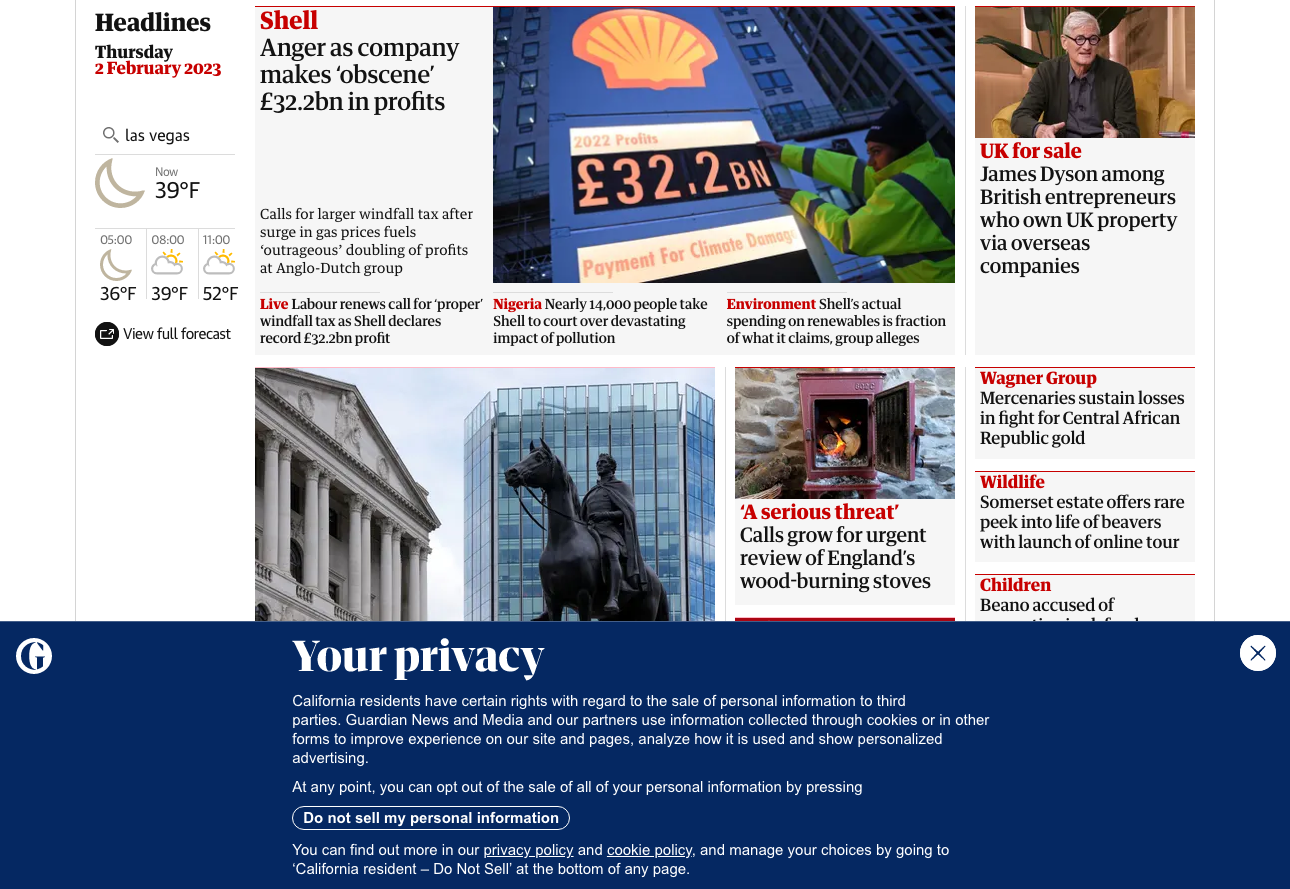 Headlines
Thursday
2 February 2023
las vegas
Now
39°F
05:00
36°F
08:00
39°F
11:00
52°F
View full forecast
Shell
Anger as company
makes ‘obscene’
£32.2bn in profits
Calls for larger windfall tax after
surge in gas prices fuels
‘outrageous’ doubling of profits
at Anglo-Dutch group
2022 Profits
£32.2 BN
Payment For Climate Damage
Live Labour renews call for ‘proper’
windfall tax as Shell declares
record £32.2bn profit
Nigeria Nearly 14,000 people take
Shell to court over devastating
impact of pollution
Environment Shell’s actual
spending on renewables is fraction
of what it claims, group alleges
UK for sale
James Dyson among
British entrepreneurs
who own UK property
via overseas
companies
‘A serious threat’
Calls grow for urgent
review of England’s
wood-burning stoves
Wagner Group
Mercenaries sustain losses
in fight for Central African
Republic gold
Wildlife
Somerset estate offers rare
peek into life of beavers
with launch of online tour
Children
Beano accused of
Your privacy
California residents have certain rights with regard to the sale of personal information to third
parties. Guardian News and Media and our partners use information collected through cookies or in other
forms to improve experience on our site and pages, analyze how it is used and show personalized
advertising.
At any point, you can opt out of the sale of all of your personal information by pressing
Do not sell my personal information
You can find out more in our privacy policy and cookie policy, and manage your choices by going to
‘California resident – Do Not Sell’ at the bottom of any page.